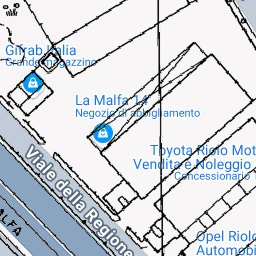 Gifrab Italia
Grande magazzino
La Malfa 14
Negozio di abbigliamento
Toyota Riolo Mot
Vendita e Noleggio
Concessionario T
Viale della Regione
ALFA
Opel Riolo
Automobi